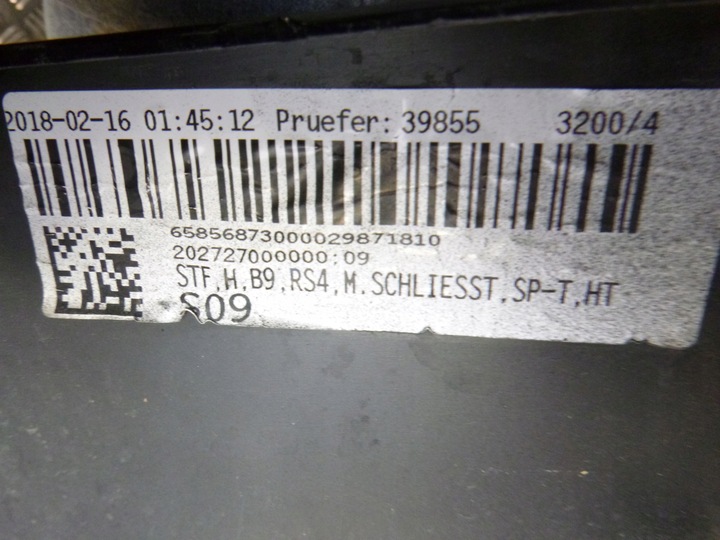 2018-02-16 01:45:12 Pruefer: 39855 3200/4
65856873000029871810
202727000000:09
STF,H,B9,RS4,M.SCHLIESST,SP-T,HT
S09